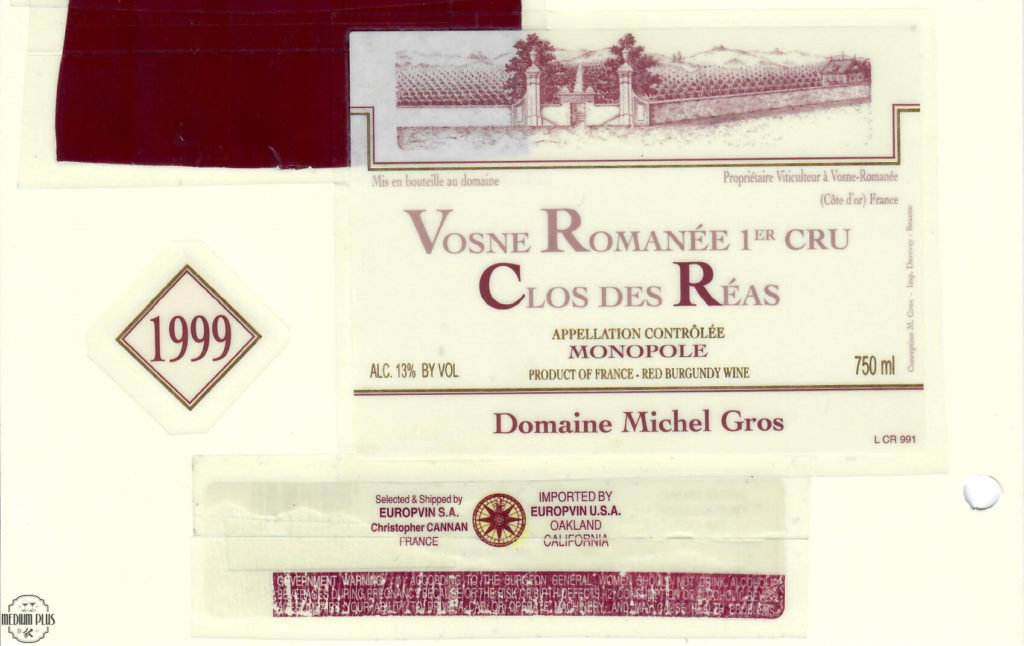 Mis en bouteille au domaine
Propriétaire Viticulteur à Vosne-Romanée
(Côte d'or) France
VOSNE ROMANÉE 1ER CRU
CLOS DES RÉAS
APPELLATION CONTRÔLÉE
MONOPOLE
ALC. 13% BY VOL.
PRODUCT OF FRANCE - RED BURGUNDY WINE
750 ml
Domaine Michel Gros
L CR 991
Conception M. Gros - Imp. Beaune
1999
Selected & Shipped by
EUROPVIN S.A.
Christopher CANNAN
FRANCE
IMPORTED BY
EUROPVIN U.S.A.
OAKLAND
CALIFORNIA
GOVERNMENT WARNING: (1) ACCORDING TO THE SURGEON GENERAL, WOMEN SHOULD NOT DRINK ALCOHOLIC
BEVERAGES DURING PREGNANCY BECAUSE OF THE RISK OF BIRTH DEFECTS. (2) CONSUMPTION OF ALCOHOLIC BEVERAGES
YOUR ABILITY TO DRIVE A CAR OR OPERATE MACHINERY, AND MAY CAUSE HEALTH PROBLEMS.
MEDIUM PLUS